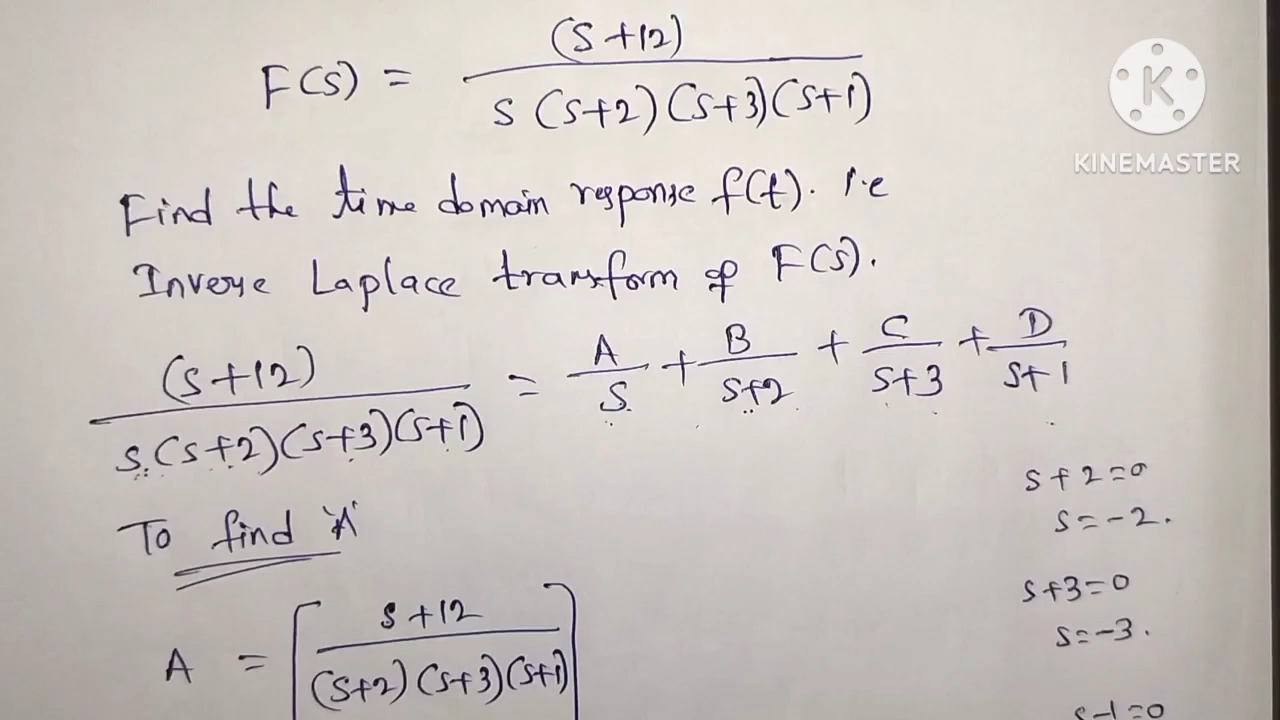 F(s) = (s+12) / s (s+2) (s+3)(s+1)
K
KINEMASTER
Find the time domain response f(t). i.e
Inverse Laplace transform of F(s).
(s+12) / s.(s+2)(s+3)(s+1) = A/s + B/s+2 + C/s+3 + D/s+1
s+2=0
s=-2.
To find 'A'
s+3=0
s=-3.
A = [ s+12 / (s+2)(s+3)(s+1) ]